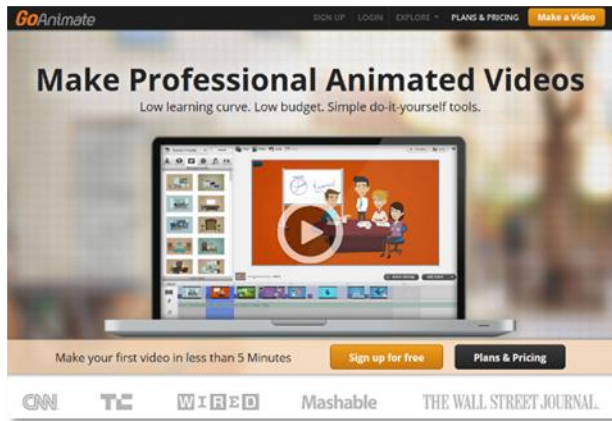 GoAnimate
SIGN UP LOGIN EXPLORE PLANS & PRICING Make a Video
Make Professional Animated Videos
Low learning curve. Low budget. Simple do-it-yourself tools.
Make your first video in less than 5 Minutes
Sign up for free
Plans & Pricing
CNN TC WIRED Mashable THE WALL STREET JOURNAL.